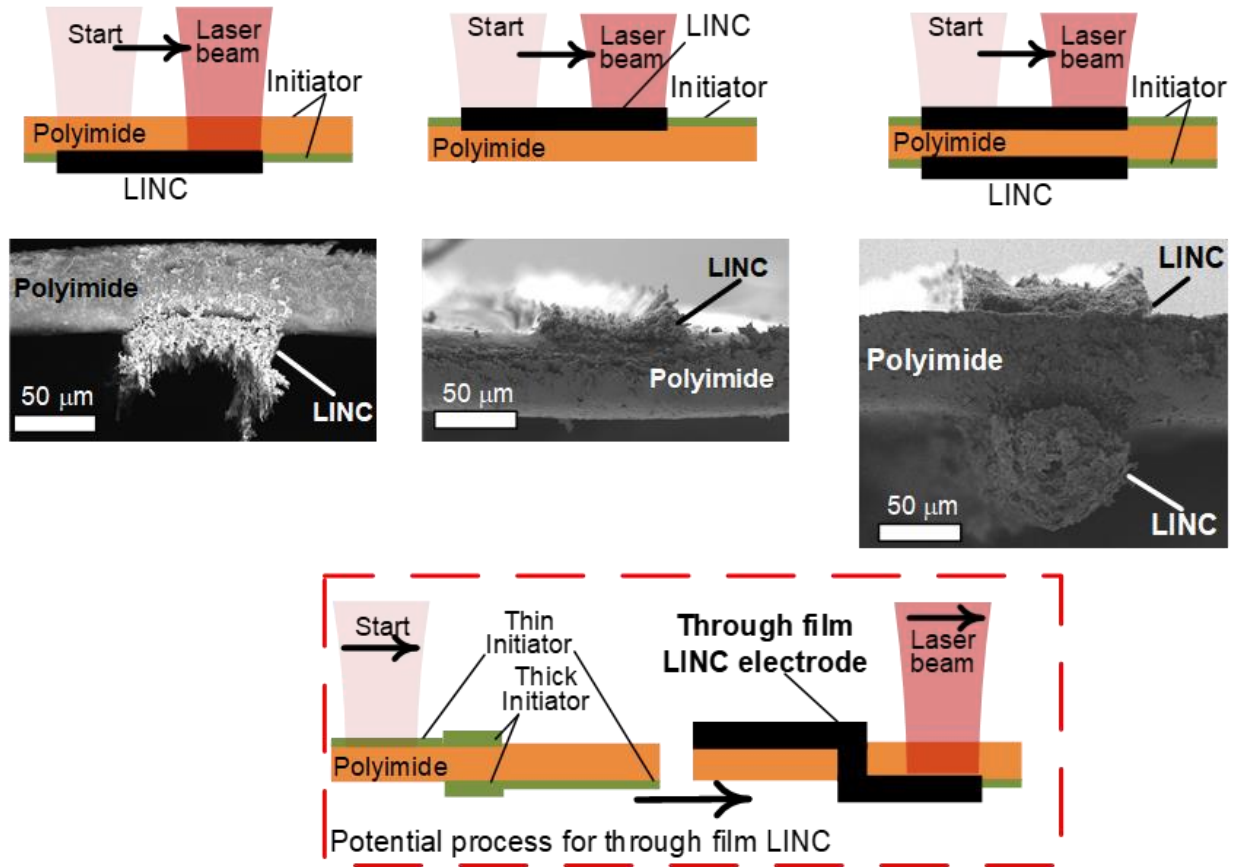 Start
Laser
beam
Initiator
Polyimide
LINC
Start
LINC
Laser
beam
Initiator
Polyimide
Start
Laser
beam
Initiator
Polyimide
LINC
Polyimide
50 μm
LINC
LINC
Polyimide
50 μm
LINC
Polyimide
50 μm
LINC
Start
Thin
Initiator
Thick
Initiator
Polyimide
Through film
LINC electrode
Laser
beam
Potential process for through film LINC